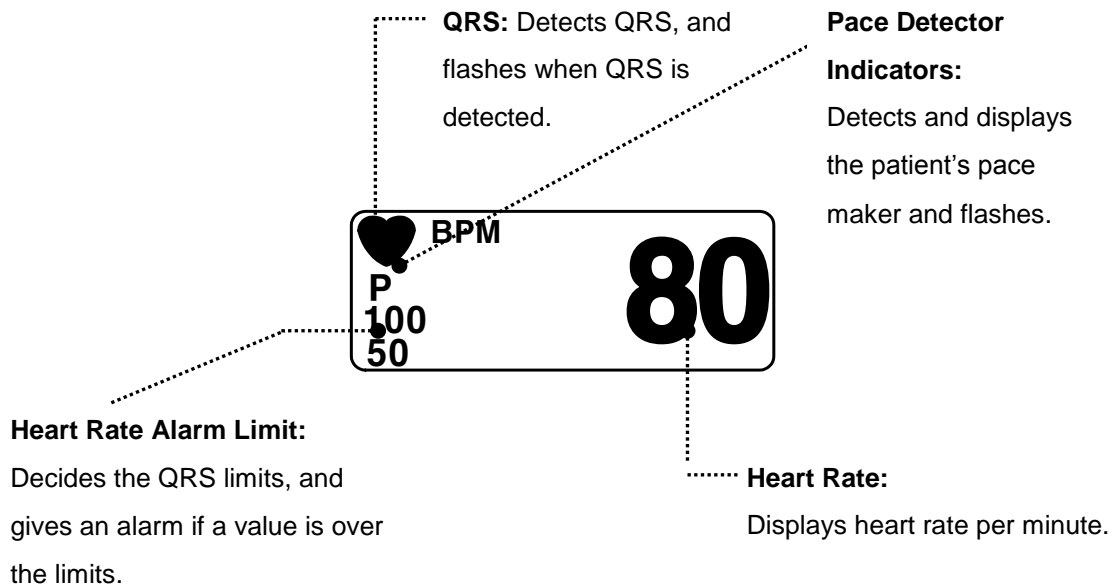 QRS: Detects QRS, and
flashes when QRS is
detected.
Pace Detector
Indicators:
Detects and displays
the patient's pace
maker and flashes.
BPM
P
100
50
80
Heart Rate Alarm Limit:
Decides the QRS limits, and
gives an alarm if a value is over
the limits.
Heart Rate:
Displays heart rate per minute.